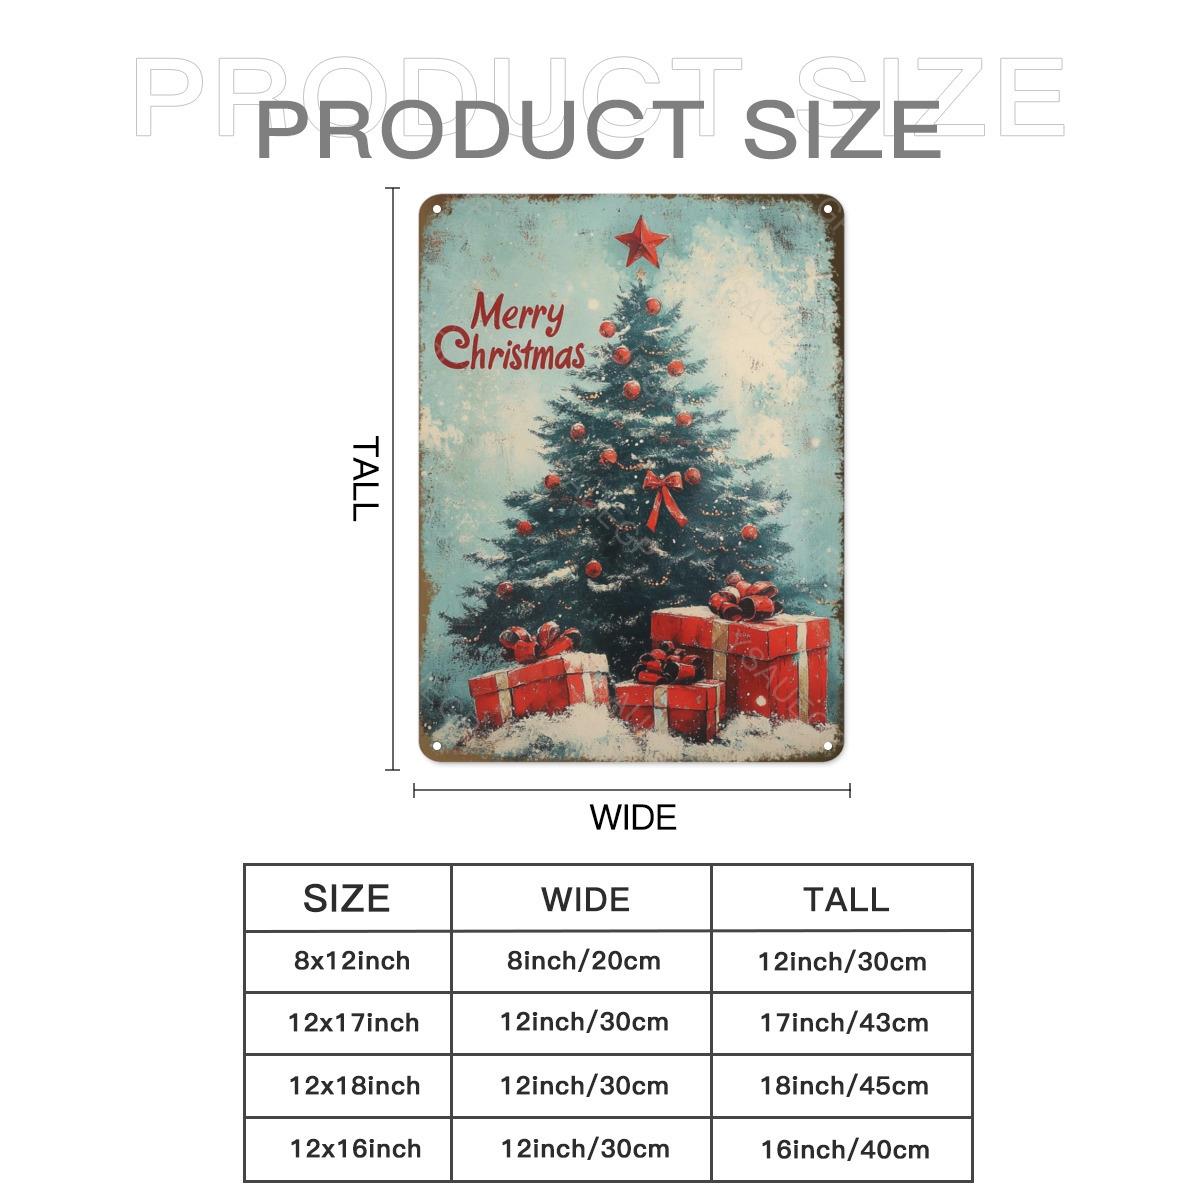 PRODUCT SIZE
PRODUCT SIZE
Merry
Christmas
TALL
WIDE
SIZE WIDE TALL
8x12inch 8inch/20cm 12inch/30cm
12x17inch 12inch/30cm 17inch/43cm
12x18inch 12inch/30cm 18inch/45cm
12x16inch 12inch/30cm 16inch/40cm